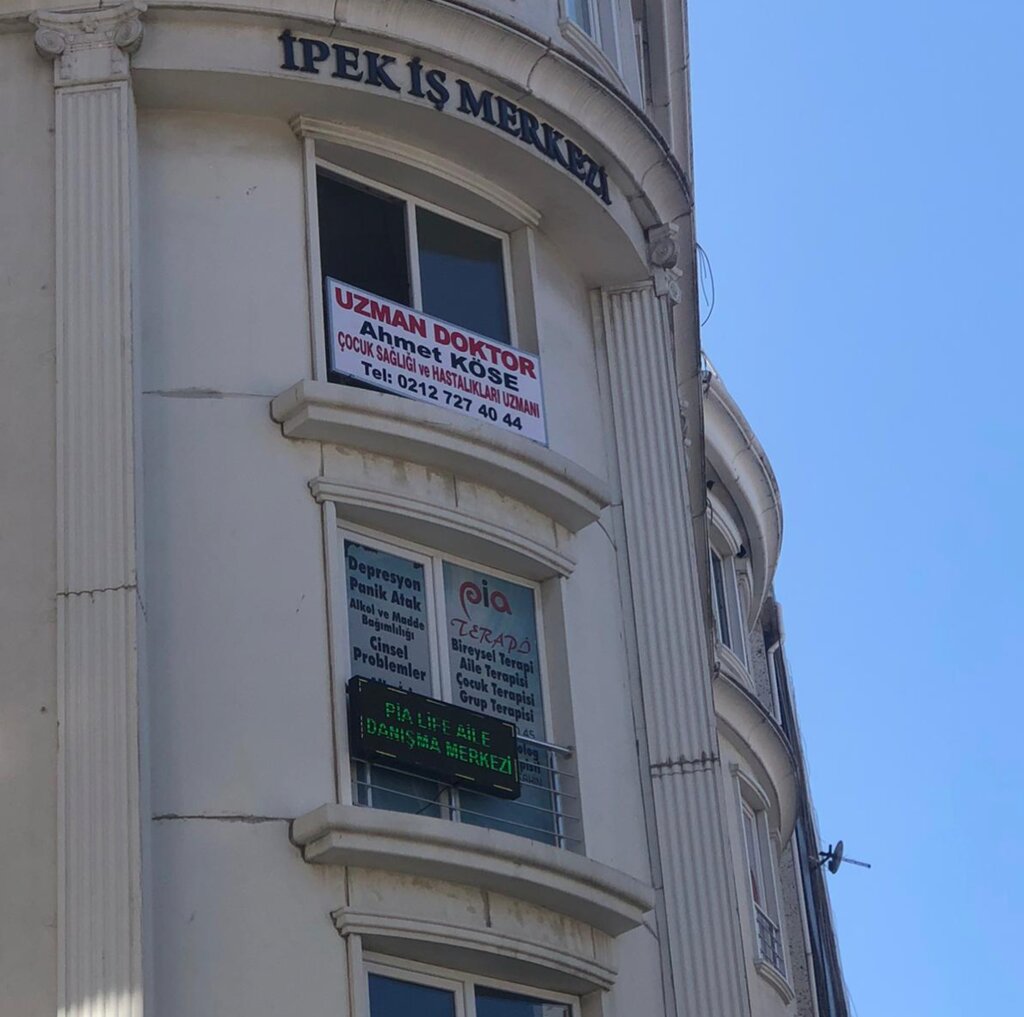 İPEK İŞ MERKEZİ
UZMAN DOKTOR
Ahmet KÖSE
ÇOCUK SAĞLIĞI ve HASTALIKLARI UZMANI
Tel: 0212 727 40 44
Depresyon
Panik Atak
Alkol ve Madde
Bağımlılığı
Cinsel
Problemler
pia
TERAPİ
Bireysel Terapi
Aile Terapisi
Çocuk Terapisi
Grup Terapisi
PİA LIFE AİLE
DANIŞMA MERKEZİ